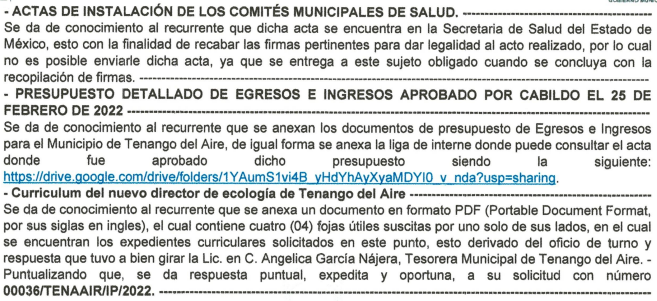 - ACTAS DE INSTALACIÓN DE LOS COMITÉS MUNICIPALES DE SALUD. ----------------------------------
Se da de conocimiento al recurrente que dicha acta se encuentra en la Secretaria de Salud del Estado de
México, esto con la finalidad de recabar las firmas pertinentes para dar legalidad al acto realizado, por lo cual
no es posible enviarle dicha acta, ya que se entrega a este sujeto obligado cuando se concluya con la
recopilación de firmas. ----------------------------------------------------------------------------------------
- PRESUPUESTO DETALLADO DE EGRESOS E INGRESOS APROBADO POR CABILDO EL 25 DE
FEBRERO DE 2022 ----------------------------------------------------------------------------------------
Se da de conocimiento al recurrente que se anexan los documentos de presupuesto de Egresos e Ingresos
para el Municipio de Tenango del Aire, de igual forma se anexa la liga de interne donde puede consultar el acta
donde fue aprobado dicho presupuesto siendo la siguiente:
https://drive.google.com/drive/folders/1YAumS1vi4B_yHdYhAyXyaMDYI0_v_nda?usp=sharing.
- Curriculum del nuevo director de ecología de Tenango del Aire ------------------------------------------
Se da de conocimiento al recurrente que se anexa un documento en formato PDF (Portable Document Format,
por sus siglas en ingles), el cual contiene cuatro (04) fojas útiles suscitas por uno solo de sus lados, en el cual
se encuentran los expedientes curriculares solicitados en este punto, esto derivado del oficio de turno y
respuesta que tuvo a bien girar la Lic. en C. Angelica García Nájera, Tesorera Municipal de Tenango del Aire. -
Puntualizando que, se da respuesta puntual, expedita y oportuna, a su solicitud con número
00036/TENAAIR/IP/2022. ----------------------------------------------------------------------------------